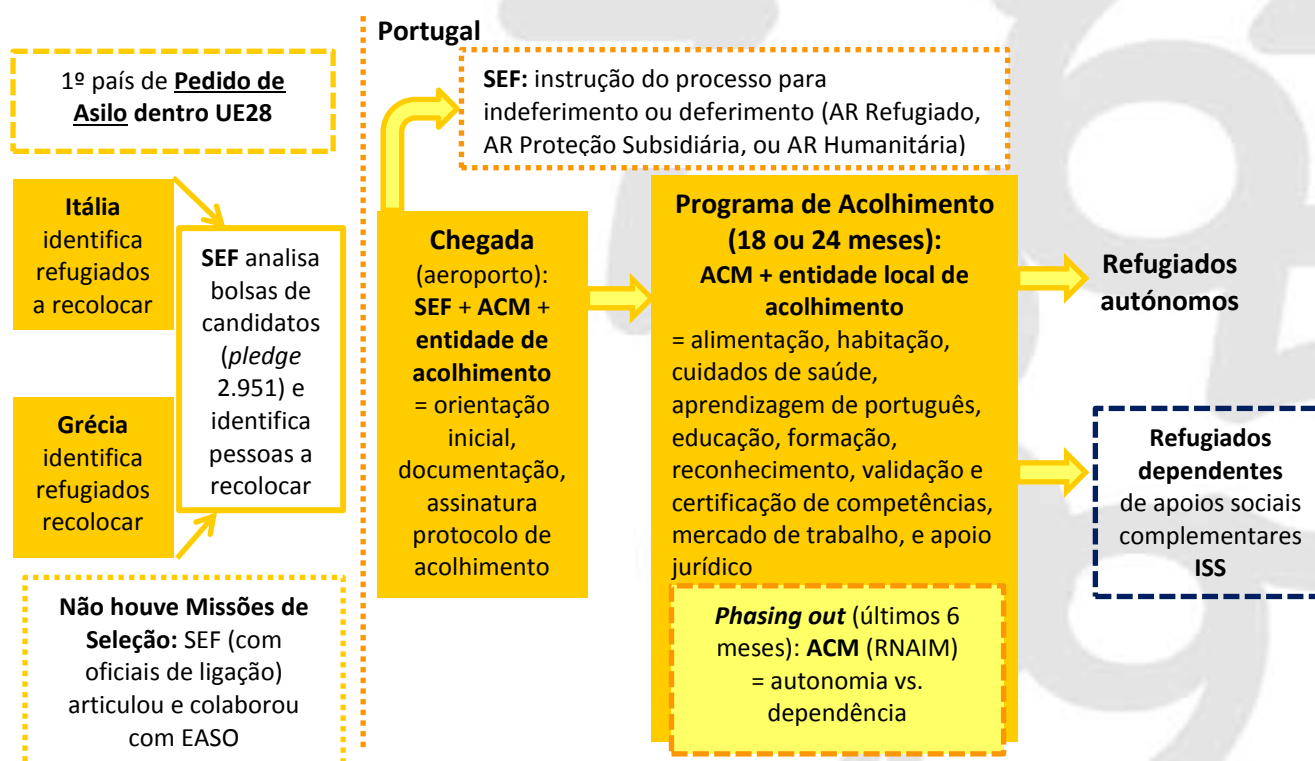 Portugal
1º país de Pedido de
Asilo dentro UE28
SEF: instrução do processo para
indeferimento ou deferimento (AR Refugiado,
AR Proteção Subsidiária, ou AR Humanitária)
Itália
identifica
refugiados
a recolocar
Grécia
identifica
refugiados
recolocar
SEF analisa
bolsas de
candidatos
(pledge
2.951) e
identifica
pessoas a
recolocar
Não houve Missões de
Seleção: SEF (com
oficiais de ligação)
articulou e colaborou
com EASO
Chegada
(aeroporto):
SEF + ACM +
entidade de
acolhimento
= orientação
inicial,
documentação,
assinatura
protocolo de
acolhimento
Programa de Acolhimento
(18 ou 24 meses):
ACM + entidade local de
acolhimento
= alimentação, habitação,
cuidados de saúde,
aprendizagem de português,
educação, formação,
reconhecimento, validação e
certificação de competências,
mercado de trabalho, e apoio
jurídico
Phasing out (últimos 6
meses): ACM (RNAIM)
= autonomia vs.
dependência
Refugiados
autónomos
Refugiados
dependentes
de apoios sociais
complementares
ISS